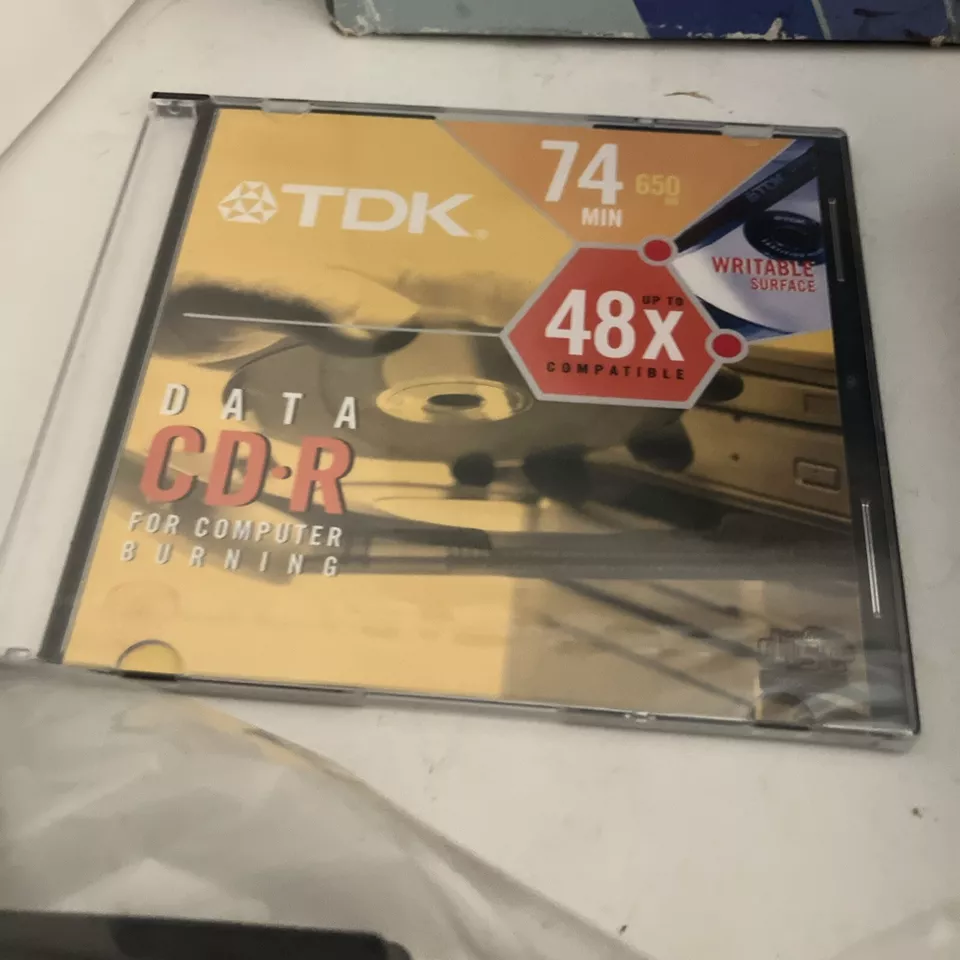 TDK
74
MIN
650
WRITABLE
SURFACE
UP TO
48X
COMPATIBLE
DATA
CD·R
FOR COMPUTER
BURNING